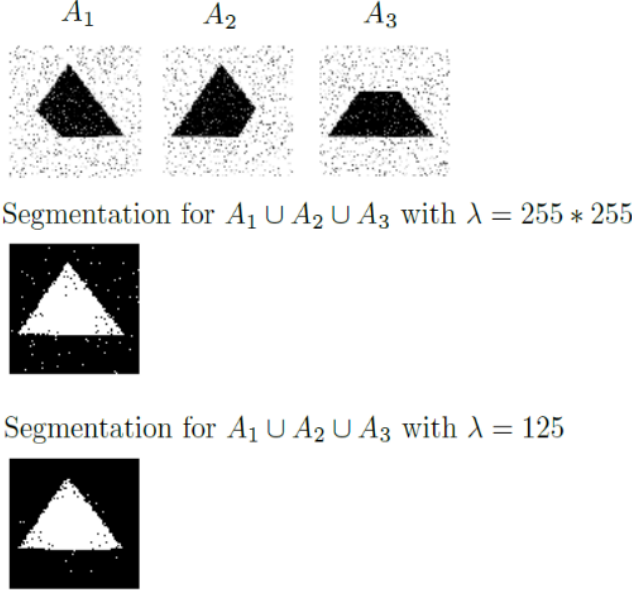 A₁ A₂ A₃
Segmentation for A₁ ∪ A₂ ∪ A₃ with λ = 255 ∗ 255
Segmentation for A₁ ∪ A₂ ∪ A₃ with λ = 125